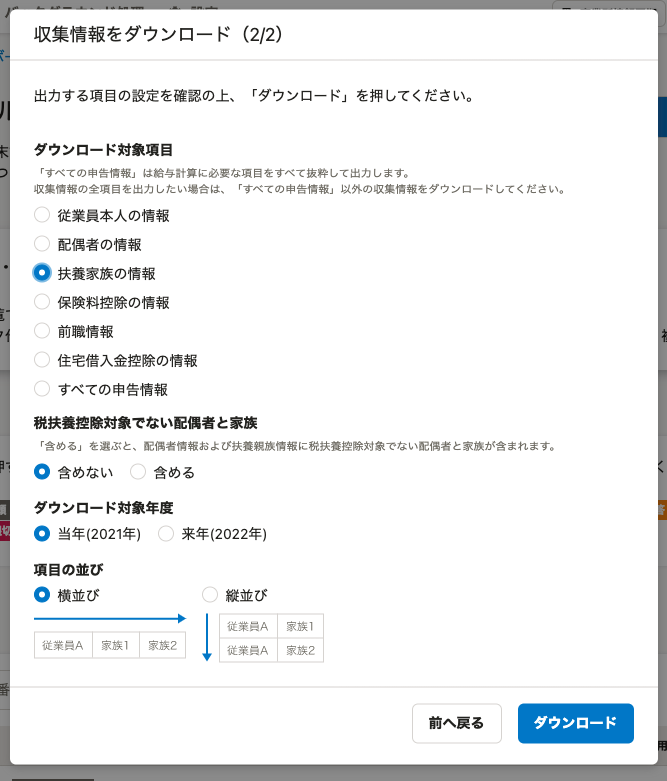 収集情報をダウンロード（2/2）
出力する項目の設定を確認の上、「ダウンロード」を押してください。
ダウンロード対象項目
「すべての申告情報」は給与計算に必要な項目をすべて抜粋して出力します。
収集情報の全項目を出力したい場合は、「すべての申告情報」以外の収集情報をダウンロードしてください。
従業員本人の情報
配偶者の情報
扶養家族の情報
保険料控除の情報
前職情報
住宅借入金控除の情報
すべての申告情報
税扶養控除対象でない配偶者と家族
「含める」を選ぶと、配偶者情報および扶養親族情報に税扶養控除対象でない配偶者と家族が含まれます。
含めない 含める
ダウンロード対象年度
当年(2021年) 来年(2022年)
項目の並び
横並び 縦並び
従業員A 家族1 家族2
従業員A 家族1
従業員A 家族2
前へ戻る ダウンロード